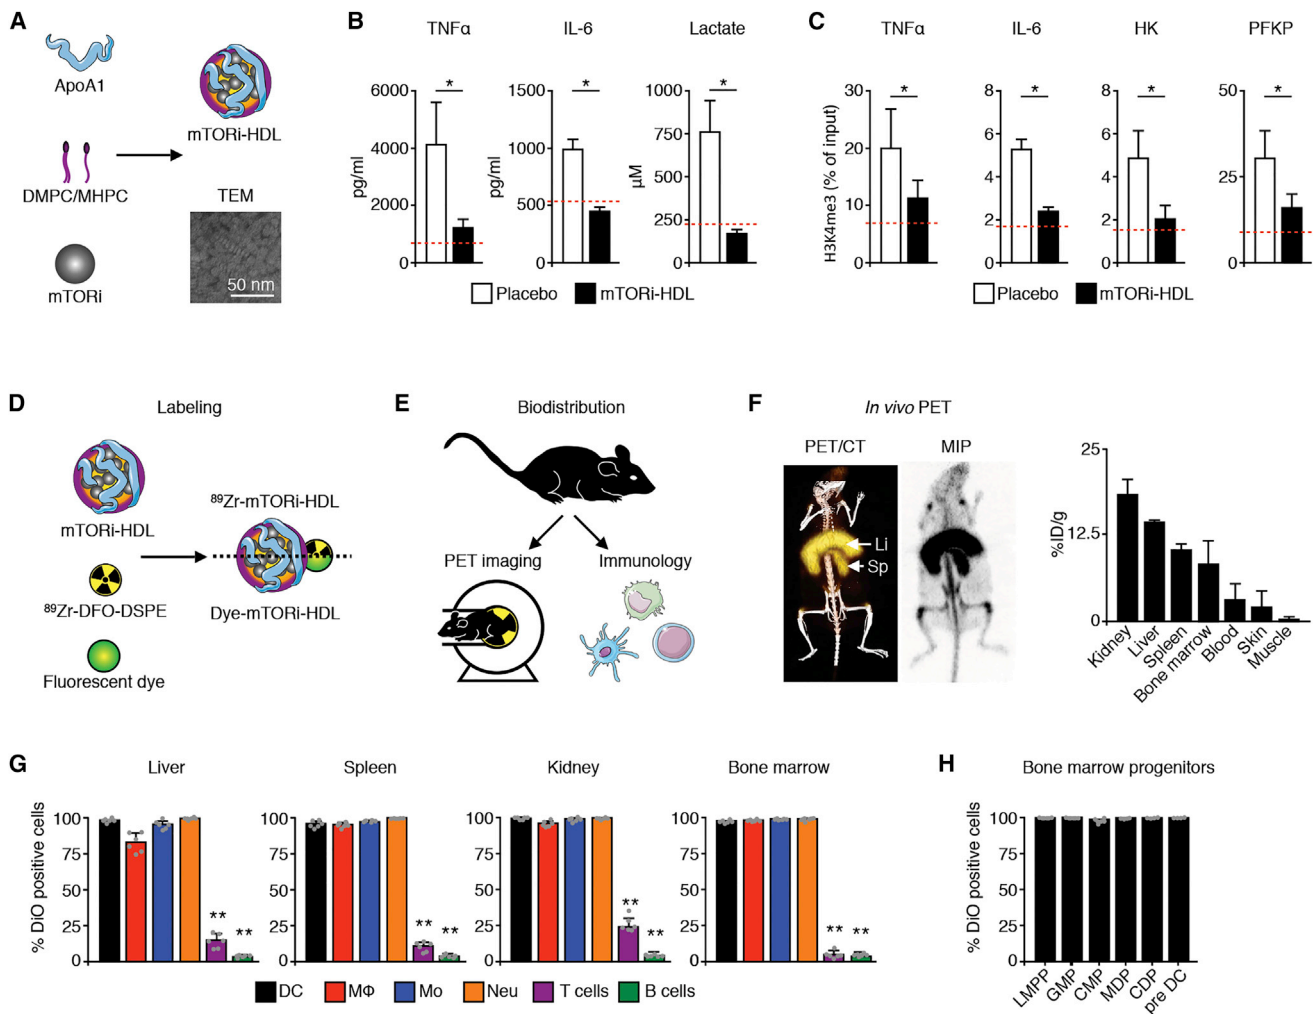 A
ApoA1
DMPC/MHPC
mTORi
mTORi-HDL
TEM
50 nm
B
TNFα
IL-6
Lactate
*
*
*
6000
4000
2000
0
pg/ml
1500
1000
500
0
pg/ml
1000
750
500
250
0
µM
Placebo
mTORi-HDL
C
TNFα
IL-6
HK
PFKP
*
*
*
*
H3K4me3 (% of input)
30
20
10
0
8
6
4
2
0
8
6
4
2
0
50
25
0
Placebo
mTORi-HDL
D
Labeling
mTORi-HDL
89Zr-DFO-DSPE
Fluorescent dye
89Zr-mTORi-HDL
Dye-mTORi-HDL
E
Biodistribution
PET imaging
Immunology
F
In vivo PET
PET/CT
MIP
Li
Sp
%ID/g
25
12.5
0
Kidney
Liver
Spleen
Bone marrow
Blood
Skin
Muscle
G
Liver
Spleen
Kidney
Bone marrow
% DiO positive cells
100
75
50
25
0
**
**
100
75
50
25
0
**
**
100
75
50
25
0
**
**
100
75
50
25
0
**
**
DC
MΦ
Mo
Neu
T cells
B cells
H
Bone marrow progenitors
% DiO positive cells
100
75
50
25
0
LMPP
GMP
CMP
MDP
CDP
pre DC